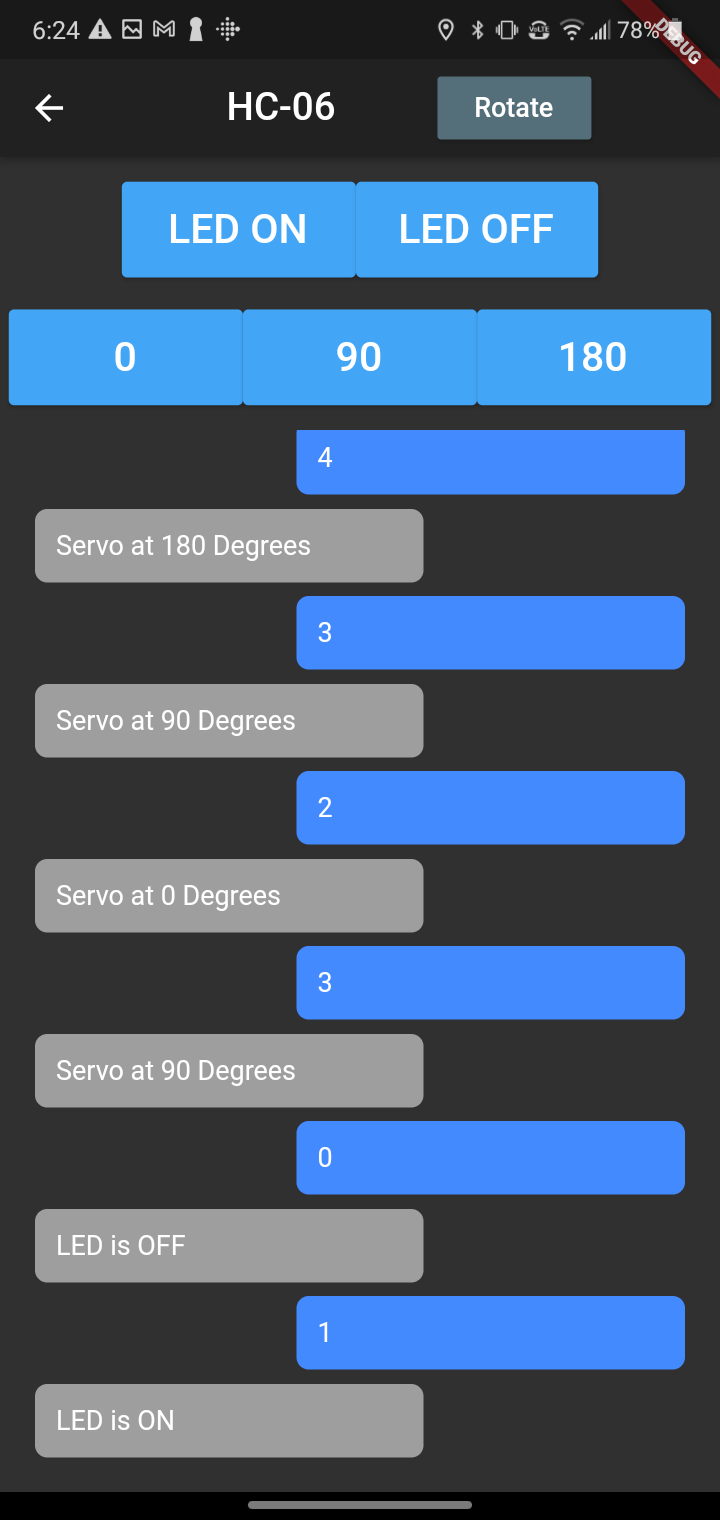 6:24 VoLTE 78%
DEBUG
HC-06 Rotate
LED ON LED OFF
0 90 180
4
Servo at 180 Degrees
3
Servo at 90 Degrees
2
Servo at 0 Degrees
3
Servo at 90 Degrees
0
LED is OFF
1
LED is ON